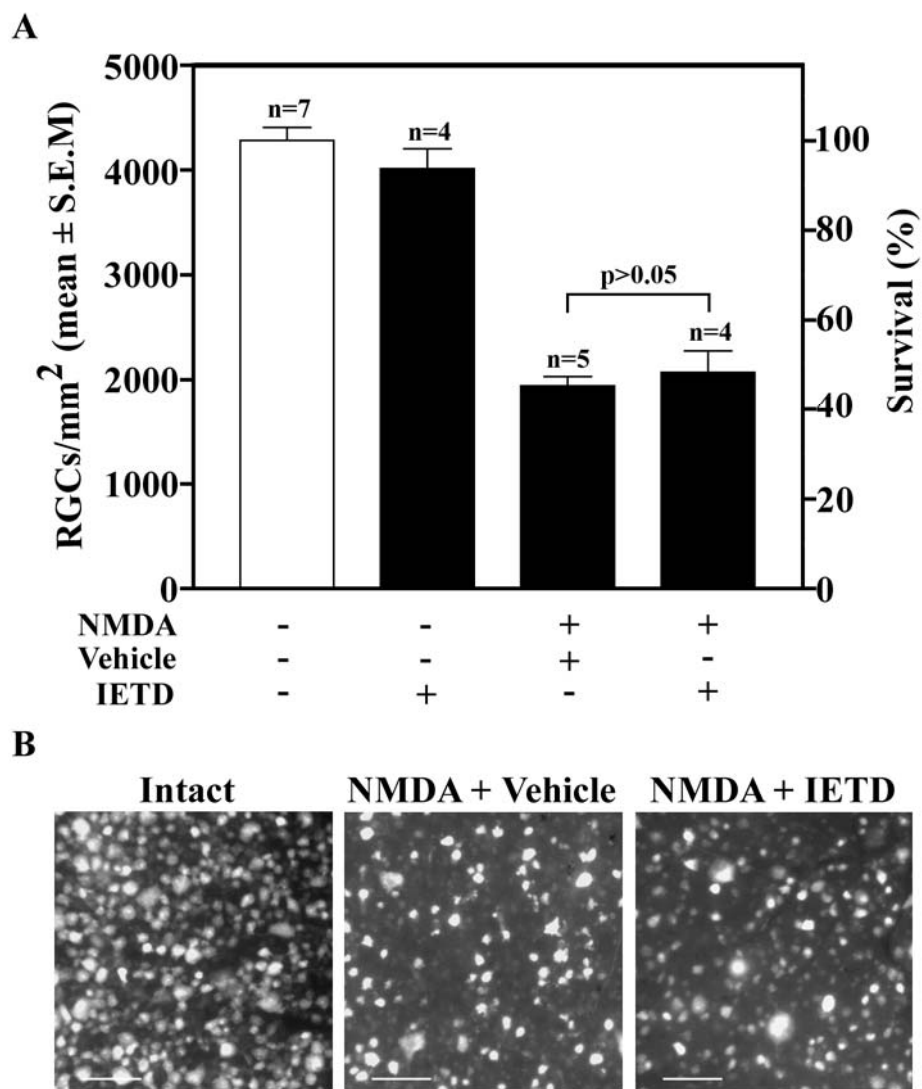 A
5000
4000
3000
2000
1000
0
RGCs/mm² (mean ± S.E.M)
n=7
n=4
n=5
n=4
p>0.05
100
80
60
40
20
0
Survival (%)
NMDA - - + +
Vehicle - - + -
IETD - + - +
B
Intact NMDA + Vehicle NMDA + IETD